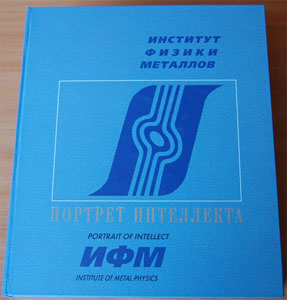 ИНСТИТУТ
ФИЗИКИ
МЕТАЛЛОВ
ПОРТРЕТ ИНТЕЛЛЕКТА
PORTRAIT OF INTELLECT
ИФМ
INSTITUTE OF METAL PHYSICS